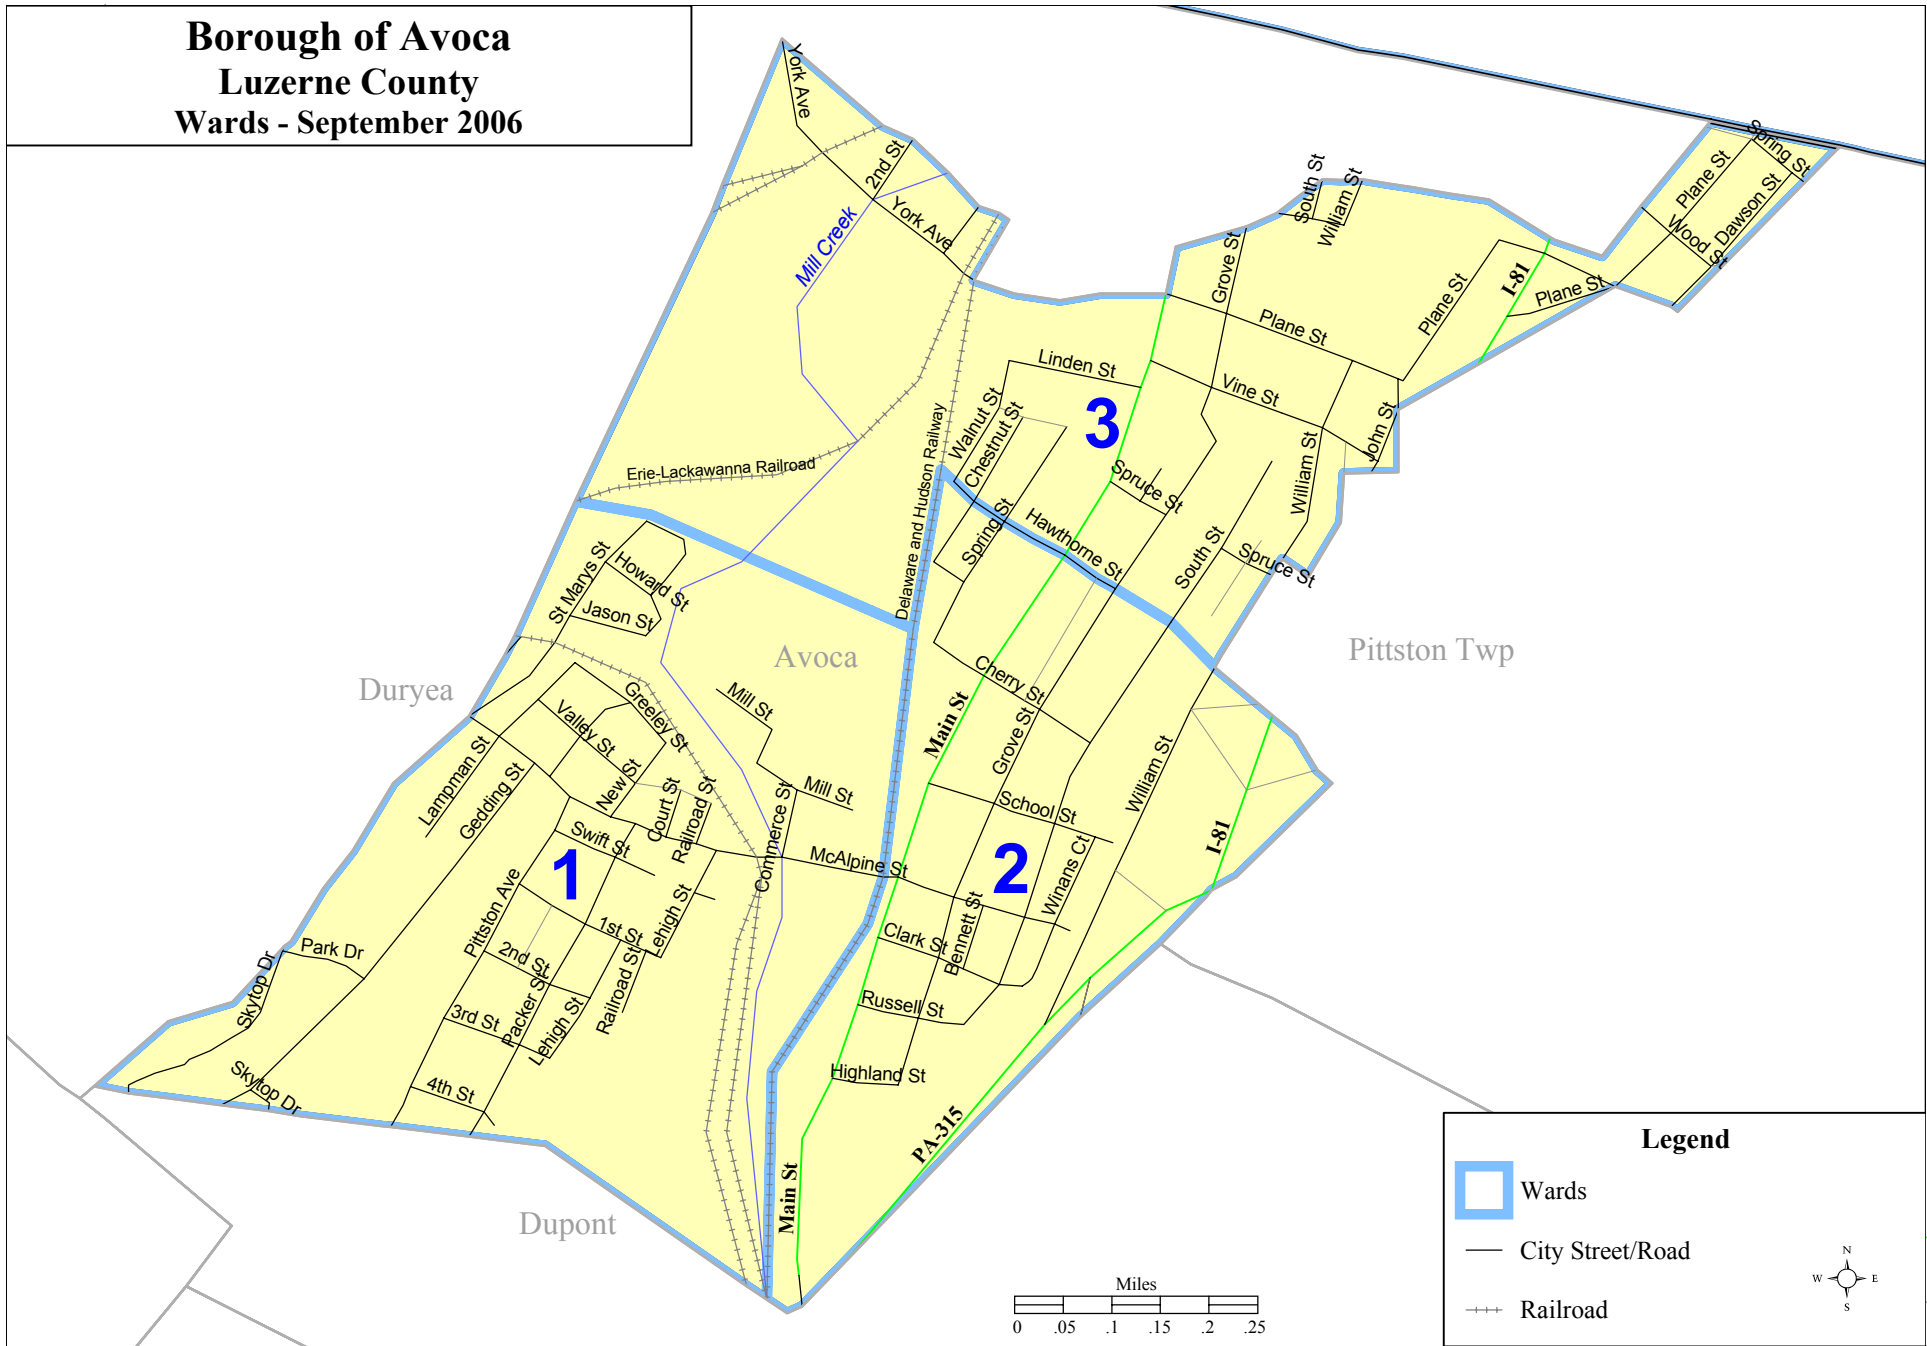 Borough of Avoca
Luzerne County
Wards - September 2006
York Ave
2nd St
York Ave
Mill Creek
Spring St
Plane St
Dawson St
Wood St
South St
William St
Grove St
I-81
Plane St
Plane St
Plane St
Linden St
Vine St
3
Walnut St
Chestnut St
John St
Delaware and Hudson Railway
Erie-Lackawanna Railroad
Spruce St
William St
Spring St
Hawthorne St
South St
Spruce St
St Marys St
Howard St
Jason St
Avoca
Pittston Twp
Duryea
Cherry St
Mill St
Greeley St
Valley St
Main St
Grove St
William St
Lampman St
Gedding St
New St
Court St
Railroad St
Commerce St
Mill St
School St
I-81
Swift St
1
McAlpine St
2
Winans Ct
Pittston Ave
Lehigh St
1st St
Clark St
Bennett St
Park Dr
Skytop Dr
2nd St
Railroad St
Packer St
3rd St
Lehigh St
Russell St
Highland St
Skytop Dr
4th St
PA-315
Main St
Dupont
Miles
0 .05 .1 .15 .2 .25
Legend
Wards
City Street/Road
Railroad
N
W E
S